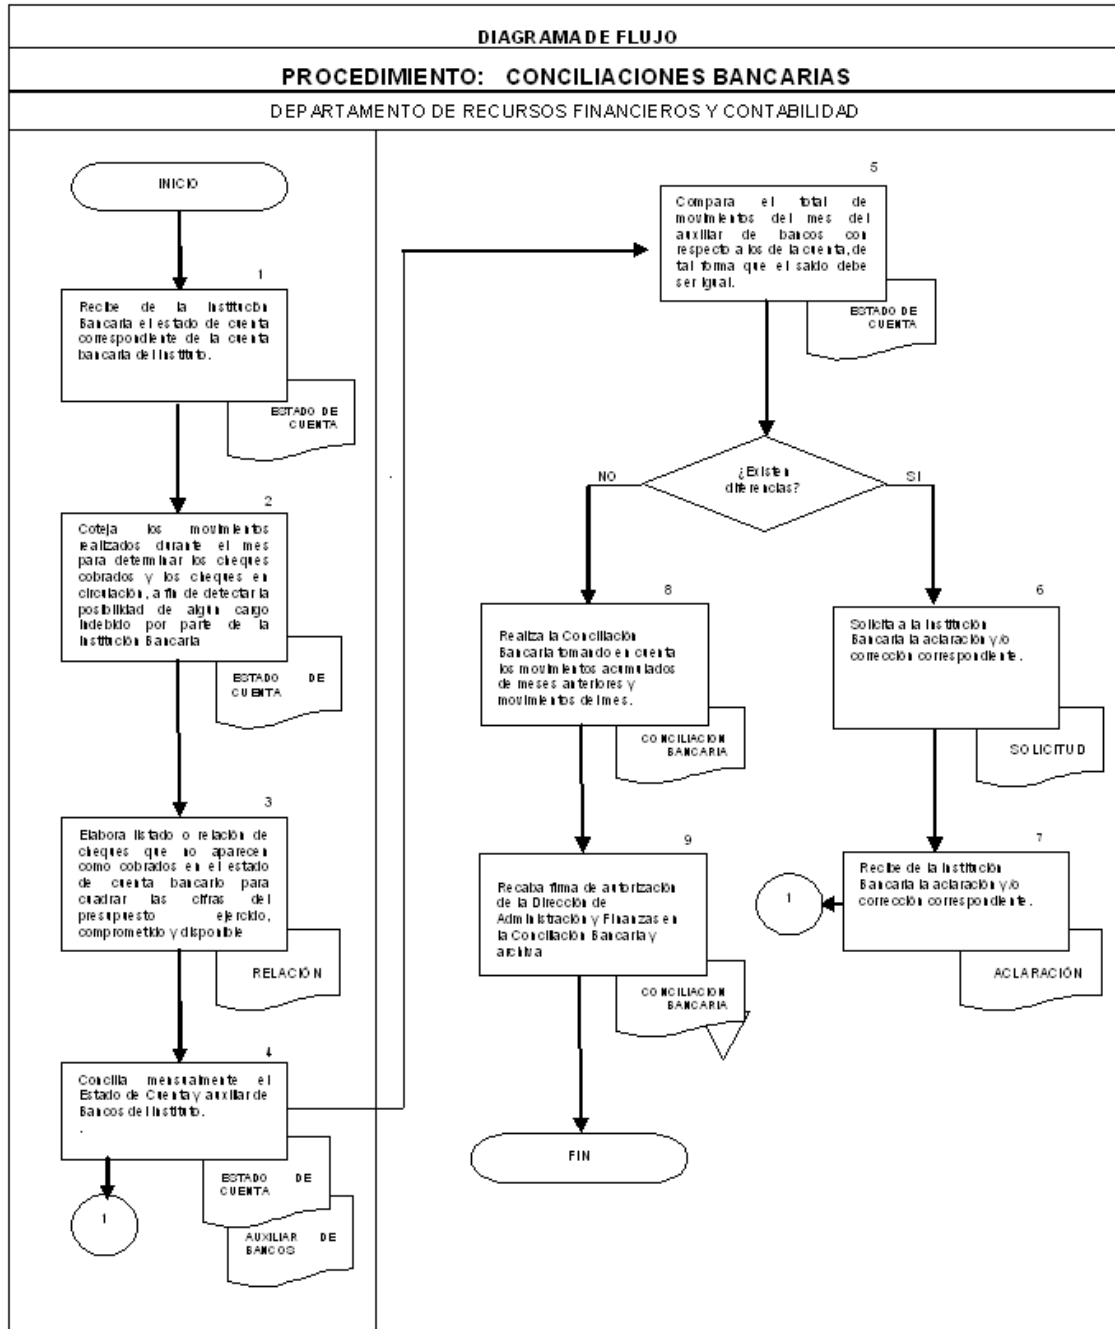 DIAGRAMA DE FLUJO
PROCEDIMIENTO: CONCILIACIONES BANCARIAS
DEPARTAMENTO DE RECURSOS FINANCIEROS Y CONTABILIDAD
INICIO
1
Recibe de la Institución
Bancaria el estado de cuenta
correspondiente de la cuenta
bancaria del Instituto.
ESTADO DE
CUENTA
2
Coteja los movimientos
realizados durante el mes
para determinar los cheques
cobrados y los cheques en
circulación, a fin de detectar la
posibilidad de algún cargo
indebido por parte de la
Institución Bancaria
ESTADO DE
CUENTA
3
Elabora listado o relación de
cheques que no aparecen
como cobrados en el estado
de cuenta bancario para
cuadrar las cifras del
presupuesto ejercido,
comprometido y disponible
RELACIÓN
4
Concilia mensualmente el
Estado de Cuenta y auxiliar de
Bancos del Instituto.
.
ESTADO DE
CUENTA
AUXILIAR DE
BANCOS
1
5
Compara el total de
movimientos del mes del
auxiliar de bancos con
respecto a los de la cuenta, de
tal forma que el saldo debe
ser igual.
ESTADO DE
CUENTA
¿Existen
diferencias?
NO
SI
6
Solicita a la Institución
Bancaria la aclaración y/o
corrección correspondiente.
SOLICITUD
7
Recibe de la Institución
Bancaria la aclaración y/o
corrección correspondiente.
ACLARACIÓN
1
8
Realiza la Conciliación
Bancaria tomando en cuenta
los movimientos acumulados
de meses anteriores y
movimientos del mes.
CONCILIACION
BANCARIA
9
Recaba firma de autorización
de la Dirección de
Administración y Finanzas en
la Conciliación Bancaria y
archiva
CONCILIACION
BANCARIA
FIN